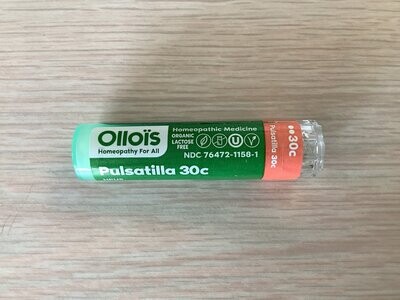 Olloïs
Homeopathy For All
Homeopathic Medicine
ORGANIC
LACTOSE
FREE
NDC 76472-1158-1
Pulsatilla 30c
30c
Pulsatilla 30c